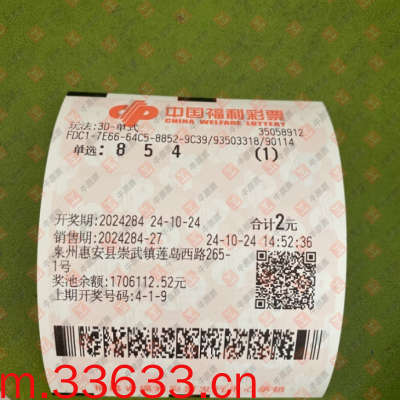 中国福利彩票
CHINA WELFARE LOTTERY
玩法:3D-单式
35058912
FDC1-7E66-64C5-8852-9C39/93503318/90114
单选: 8 5 4 (1)
开奖期:2024284 24-10-24 合计2元
销售期:2024284-27 24-10-24 14:52:36
泉州惠安县崇武镇莲岛西路265-
1号
奖池余额:1706112.52元
上期开奖号码:4-1-9
m.33633.com.cn